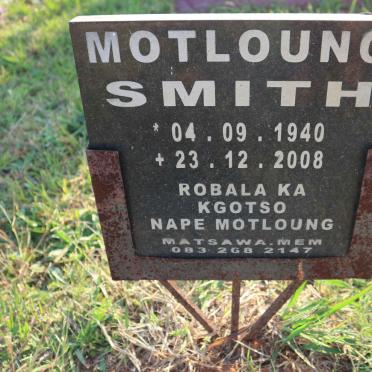 MOTLOUNG
SMITH
* 04 . 09 . 1940
+ 23 . 12 . 2008
ROBALA KA
KGOTSO
NAPE MOTLOUNG
MATSAWA.MEM
083 268 2147